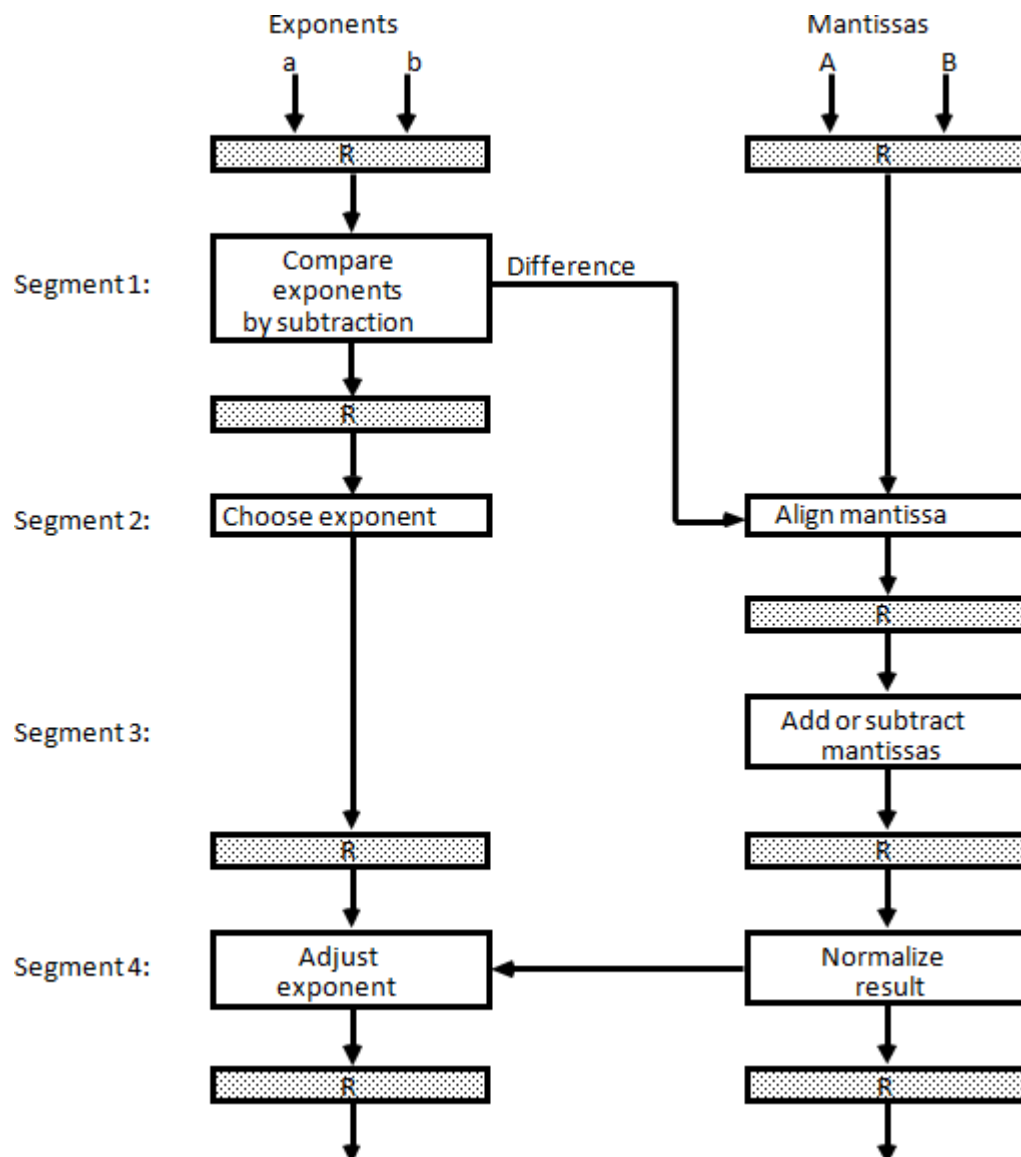 Exponents
Mantissas
a
b
A
B
R
R
Segment 1:
Compare
exponents
by subtraction
Difference
R
Segment 2:
Choose exponent
Align mantissa
R
Segment 3:
Add or subtract
mantissas
R
R
Segment 4:
Adjust
exponent
Normalize
result
R
R